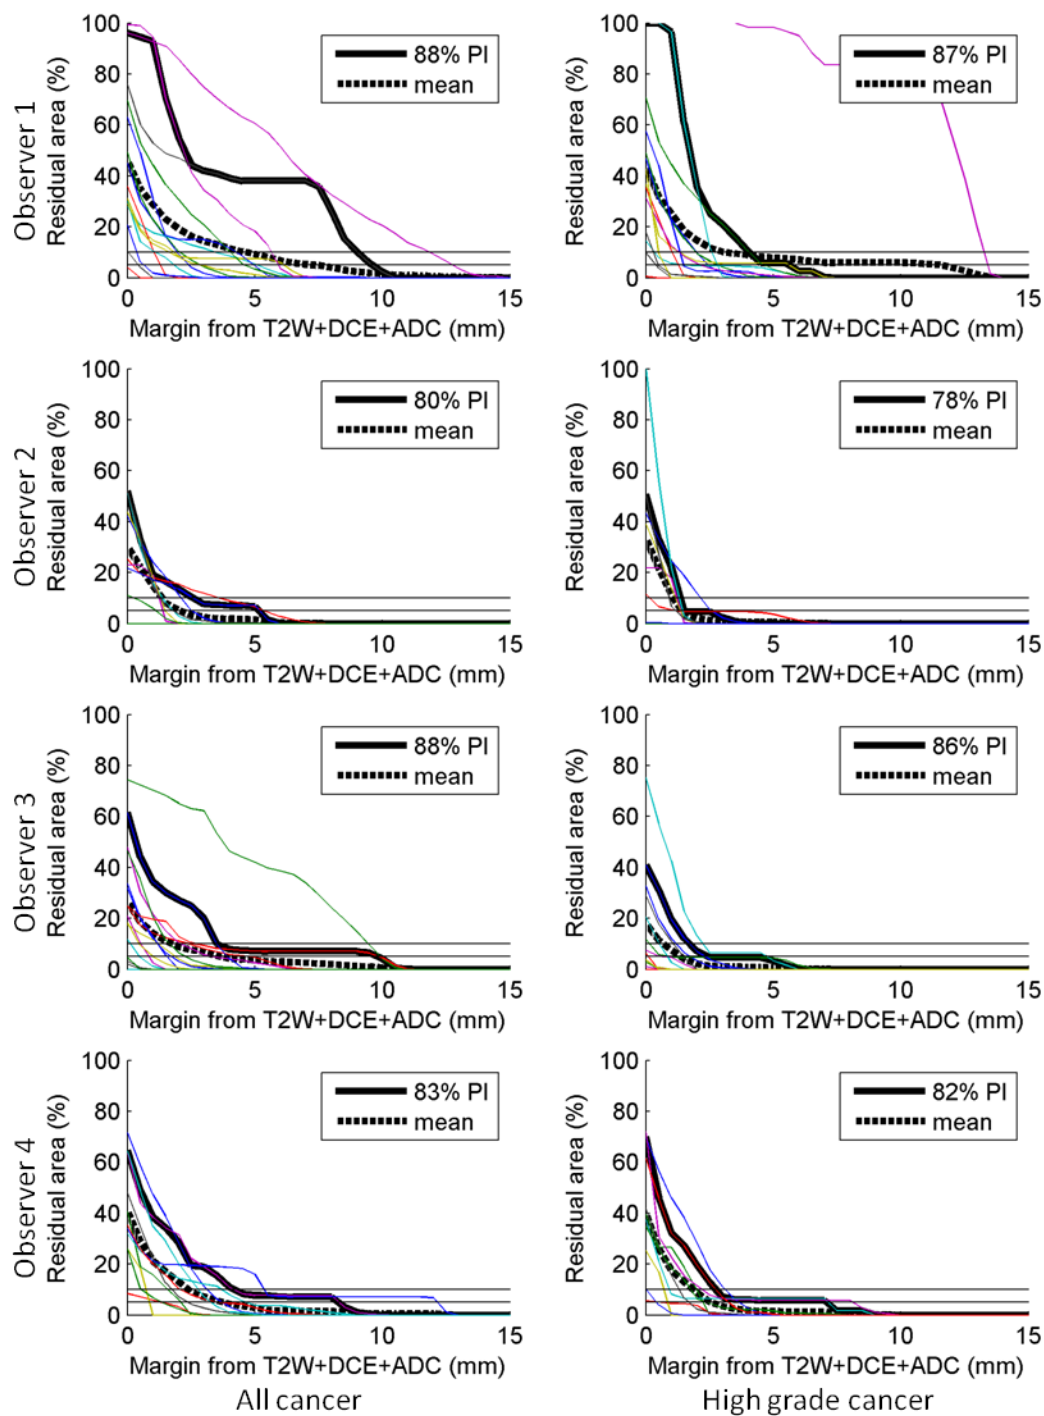 Observer 1
Residual area (%)
100
80
60
40
20
0
88% PI
mean
0 5 10 15
Margin from T2W+DCE+ADC (mm)
Residual area (%)
100
80
60
40
20
0
87% PI
mean
0 5 10 15
Margin from T2W+DCE+ADC (mm)
Observer 2
Residual area (%)
100
80
60
40
20
0
80% PI
mean
0 5 10 15
Margin from T2W+DCE+ADC (mm)
Residual area (%)
100
80
60
40
20
0
78% PI
mean
0 5 10 15
Margin from T2W+DCE+ADC (mm)
Observer 3
Residual area (%)
100
80
60
40
20
0
88% PI
mean
0 5 10 15
Margin from T2W+DCE+ADC (mm)
Residual area (%)
100
80
60
40
20
0
86% PI
mean
0 5 10 15
Margin from T2W+DCE+ADC (mm)
Observer 4
Residual area (%)
100
80
60
40
20
0
83% PI
mean
0 5 10 15
Margin from T2W+DCE+ADC (mm)
Residual area (%)
100
80
60
40
20
0
82% PI
mean
0 5 10 15
Margin from T2W+DCE+ADC (mm)
All cancer
High grade cancer